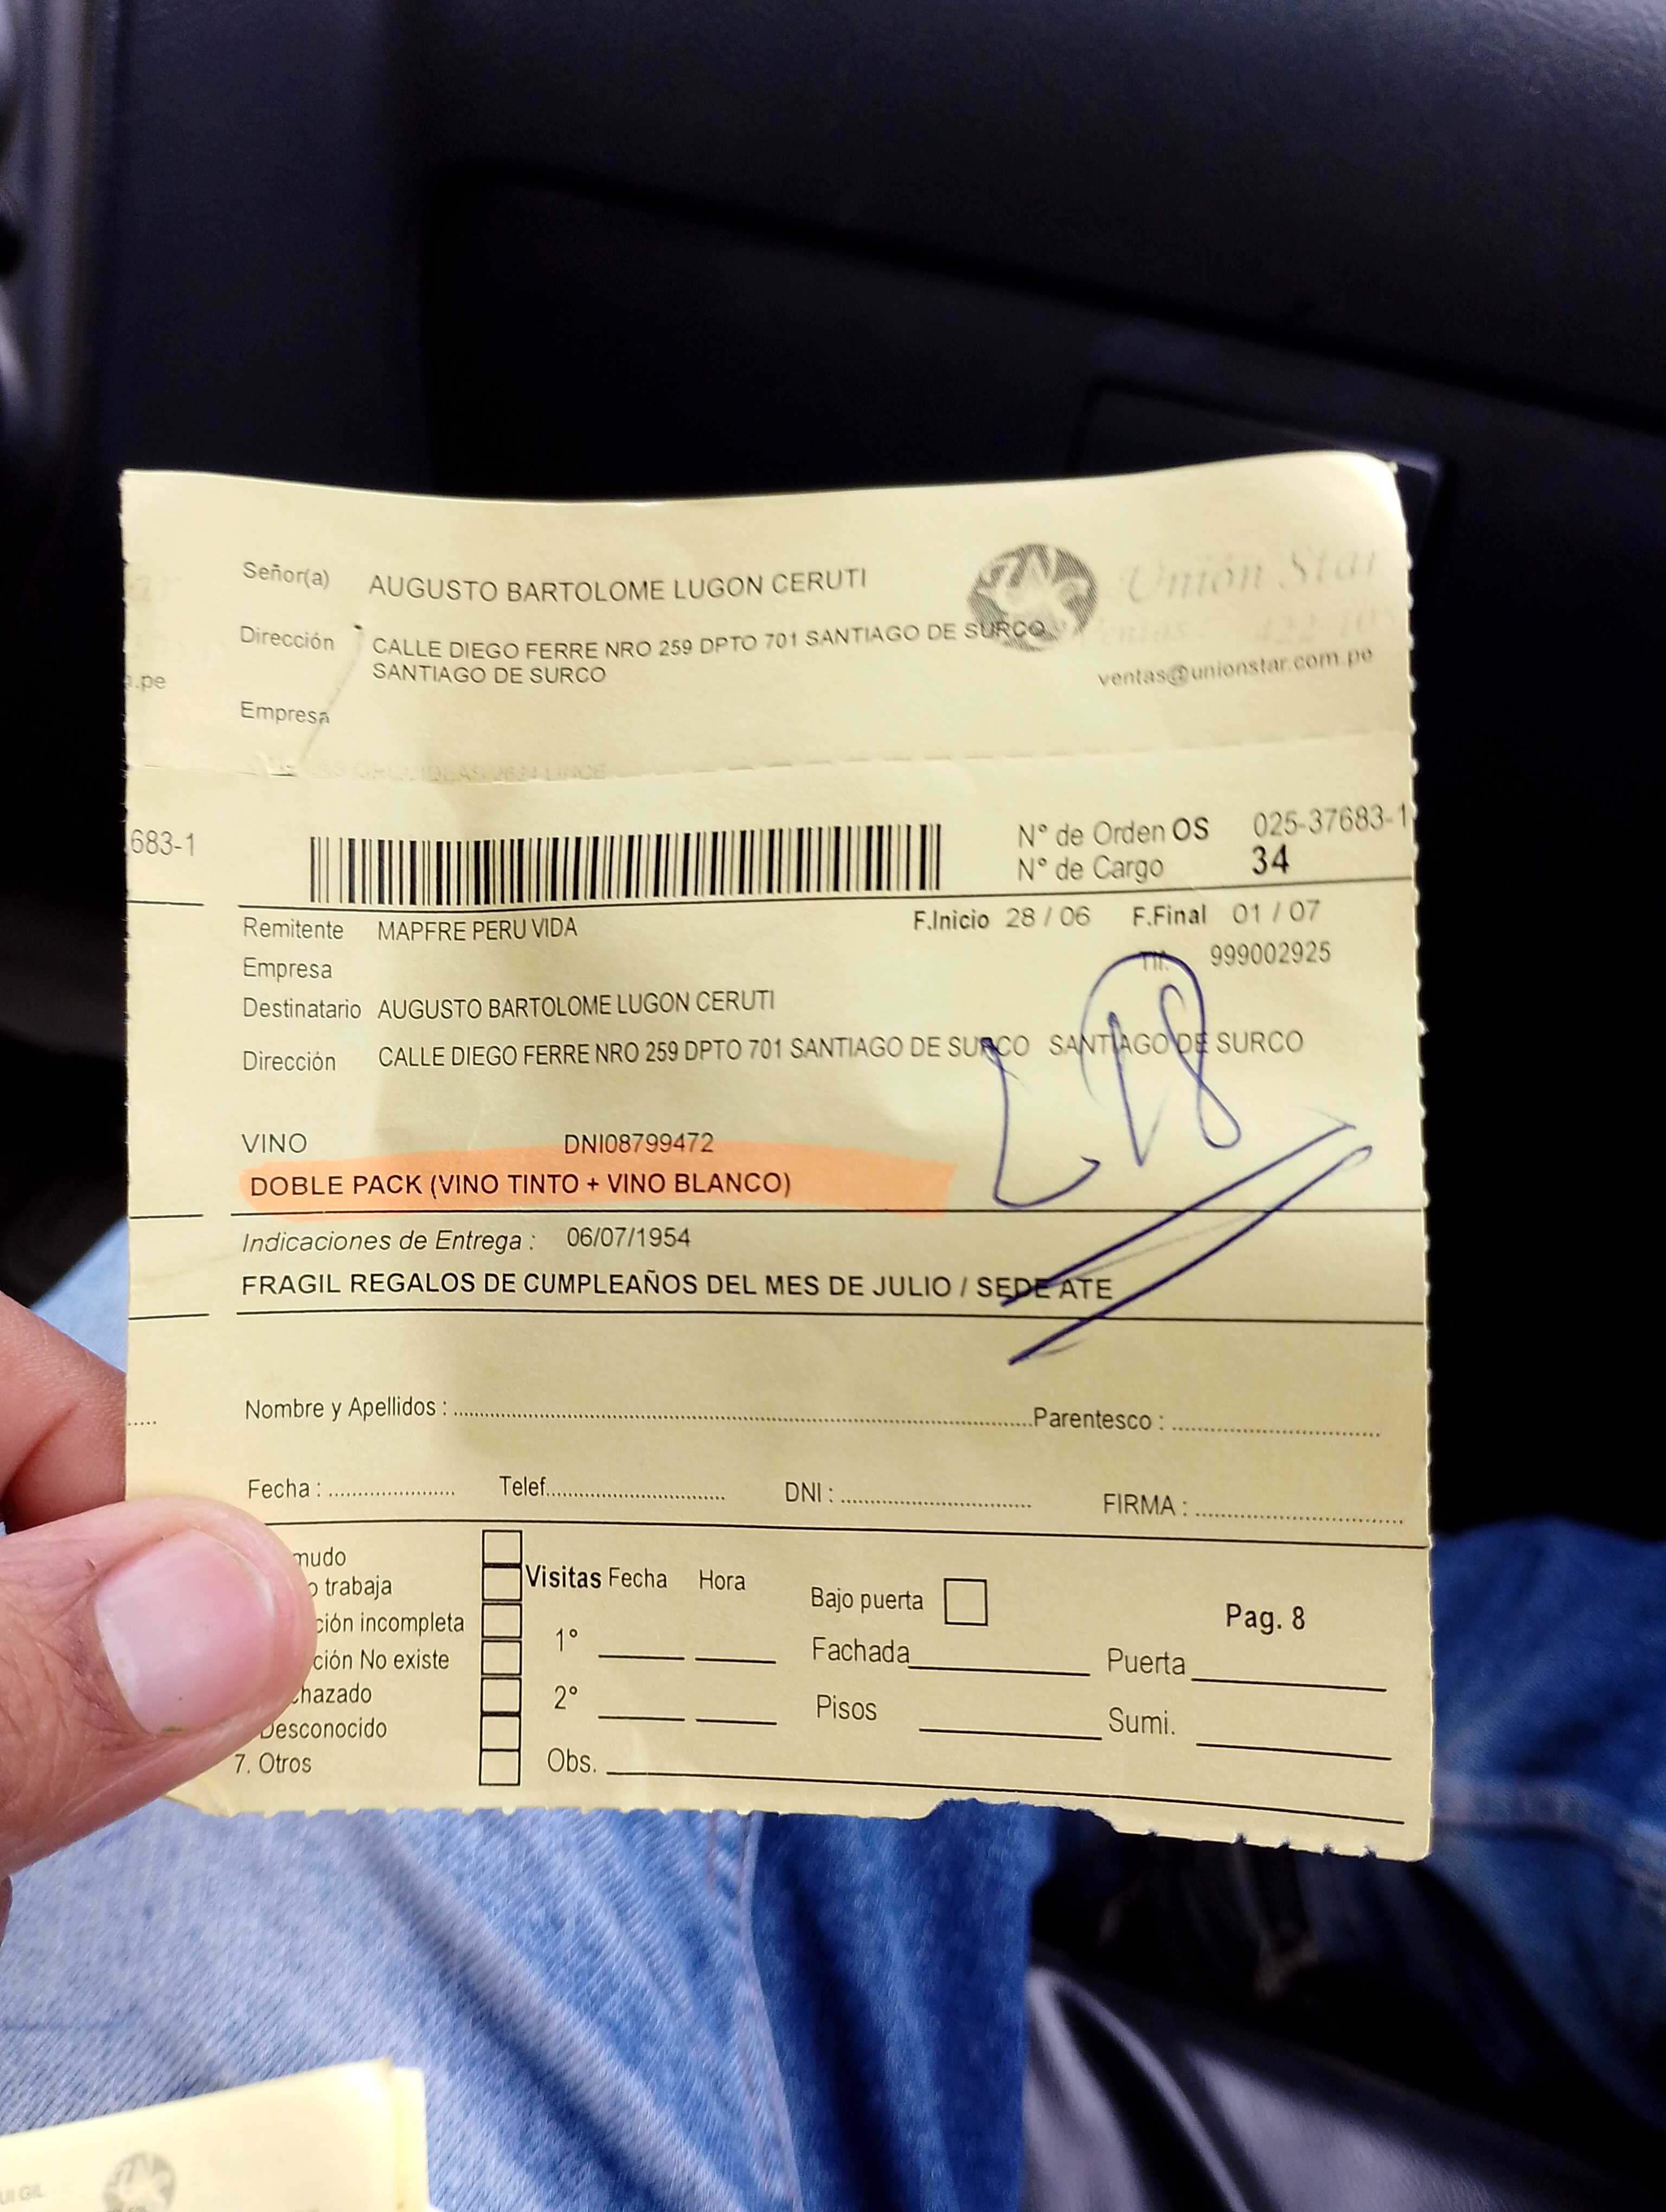 Señor(a) AUGUSTO BARTOLOME LUGON CERUTI
Unión Star
Dirección CALLE DIEGO FERRE NRO 259 DPTO 701 SANTIAGO DE SURCO
SANTIAGO DE SURCO
ventas@unionstar.com.pe
.pe
Empresa
683-1
N° de Orden OS 025-37683-1
N° de Cargo 34
Remitente MAPFRE PERU VIDA F.Inicio 28 / 06 F.Final 01 / 07
Empresa Tlf. 999002925
Destinatario AUGUSTO BARTOLOME LUGON CERUTI
Dirección CALLE DIEGO FERRE NRO 259 DPTO 701 SANTIAGO DE SURCO SANTIAGO DE SURCO
VINO DNI08799472
DOBLE PACK (VINO TINTO + VINO BLANCO)
Indicaciones de Entrega : 06/07/1954
FRAGIL REGALOS DE CUMPLEAÑOS DEL MES DE JULIO / SEDE ATE
Nombre y Apellidos : Parentesco :
Fecha : Telef. DNI : FIRMA :
mudo
o trabaja
ción incompleta
ción No existe
chazado
Desconocido
7. Otros
Visitas Fecha Hora
1°
2°
Obs.
Bajo puerta
Fachada Puerta
Pisos Sumi.
Pag. 8
UI GIL